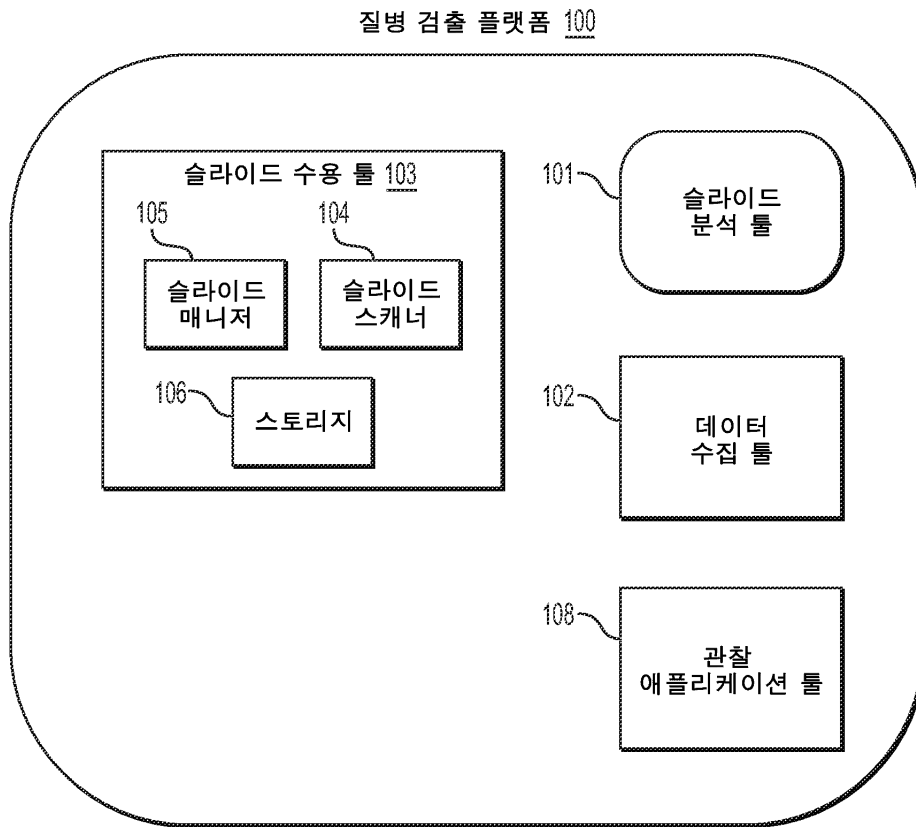 질병 검출 플랫폼 100
슬라이드 수용 툴 103
105
슬라이드
매니저
104
슬라이드
스캐너
106
스토리지
101
슬라이드
분석 툴
102
데이터
수집 툴
108
관찰
애플리케이션 툴